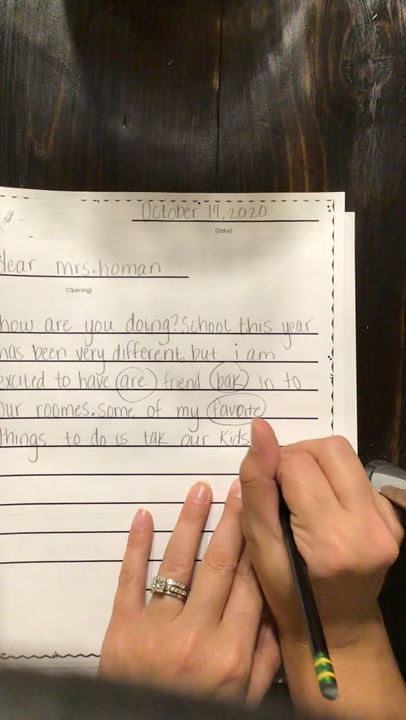 October 14, 2020
(Date)
dear mrs.homan
(Opening)
how are you doing? School this year
has been very different but i am
excited to have are friend bak in to
our roomes. some of my favorite
things to do is tak our kids